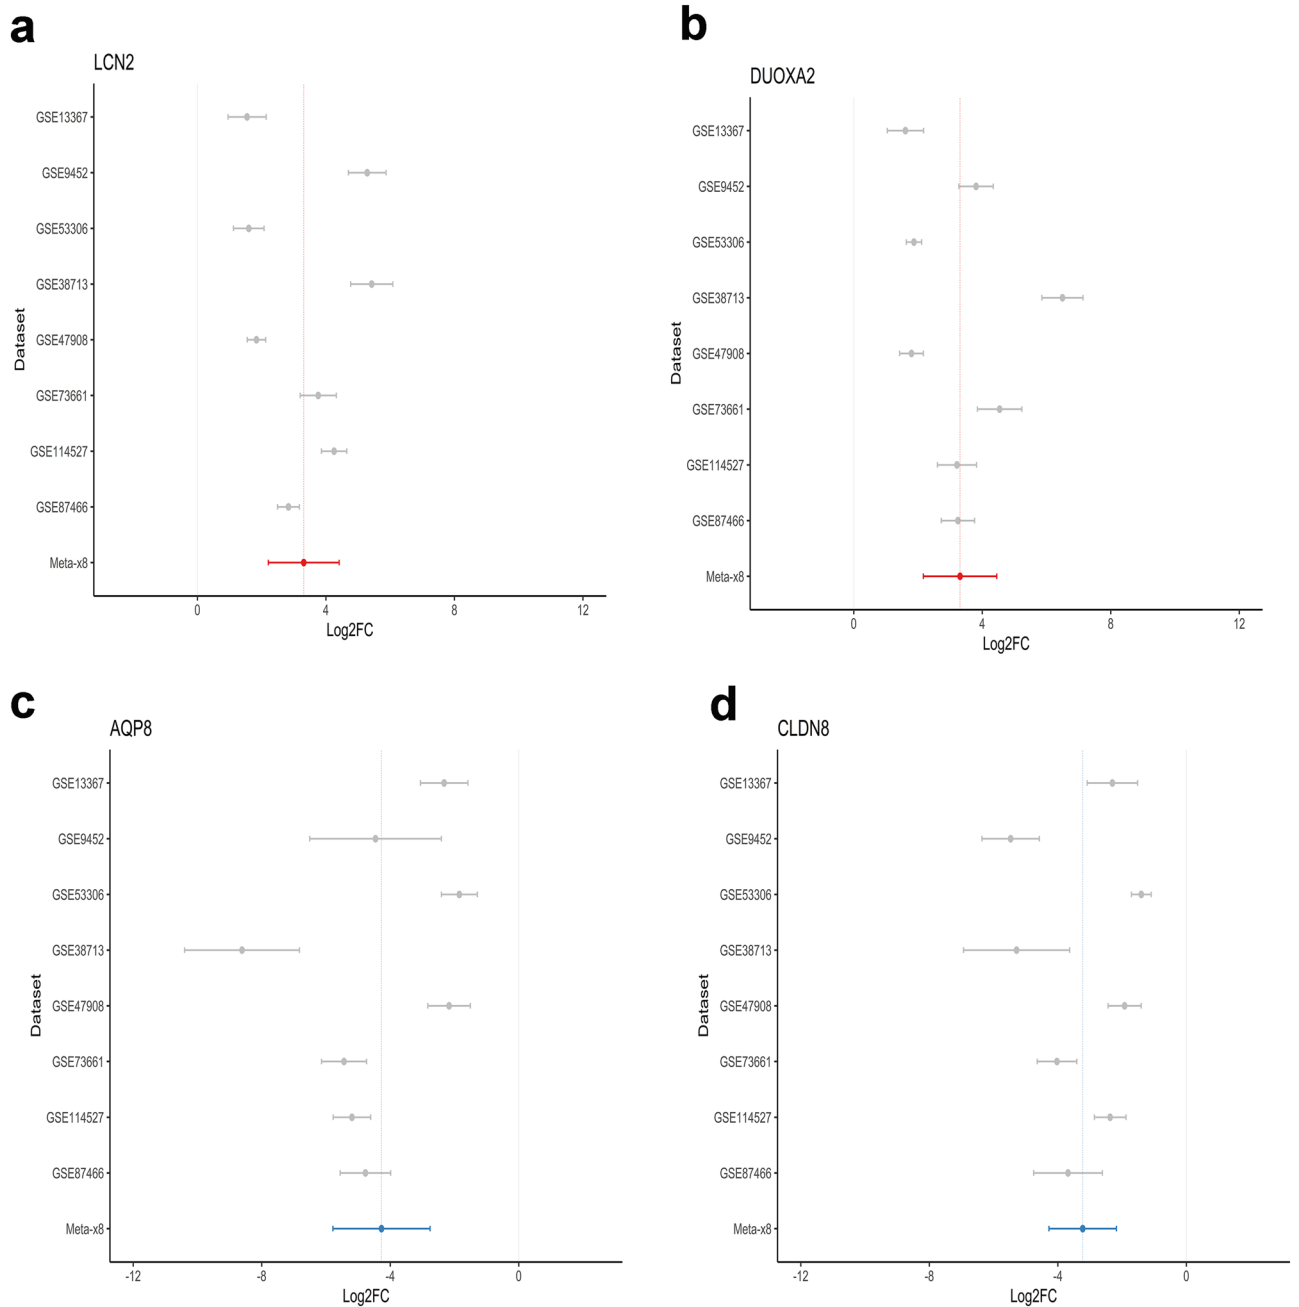 a
LCN2
Dataset
GSE13367
GSE9452
GSE53306
GSE38713
GSE47908
GSE73661
GSE114527
GSE87466
Meta-x8
0 4 8 12
Log2FC
b
DUOXA2
Dataset
GSE13367
GSE9452
GSE53306
GSE38713
GSE47908
GSE73661
GSE114527
GSE87466
Meta-x8
0 4 8 12
Log2FC
c
AQP8
Dataset
GSE13367
GSE9452
GSE53306
GSE38713
GSE47908
GSE73661
GSE114527
GSE87466
Meta-x8
-12 -8 -4 0
Log2FC
d
CLDN8
Dataset
GSE13367
GSE9452
GSE53306
GSE38713
GSE47908
GSE73661
GSE114527
GSE87466
Meta-x8
-12 -8 -4 0
Log2FC